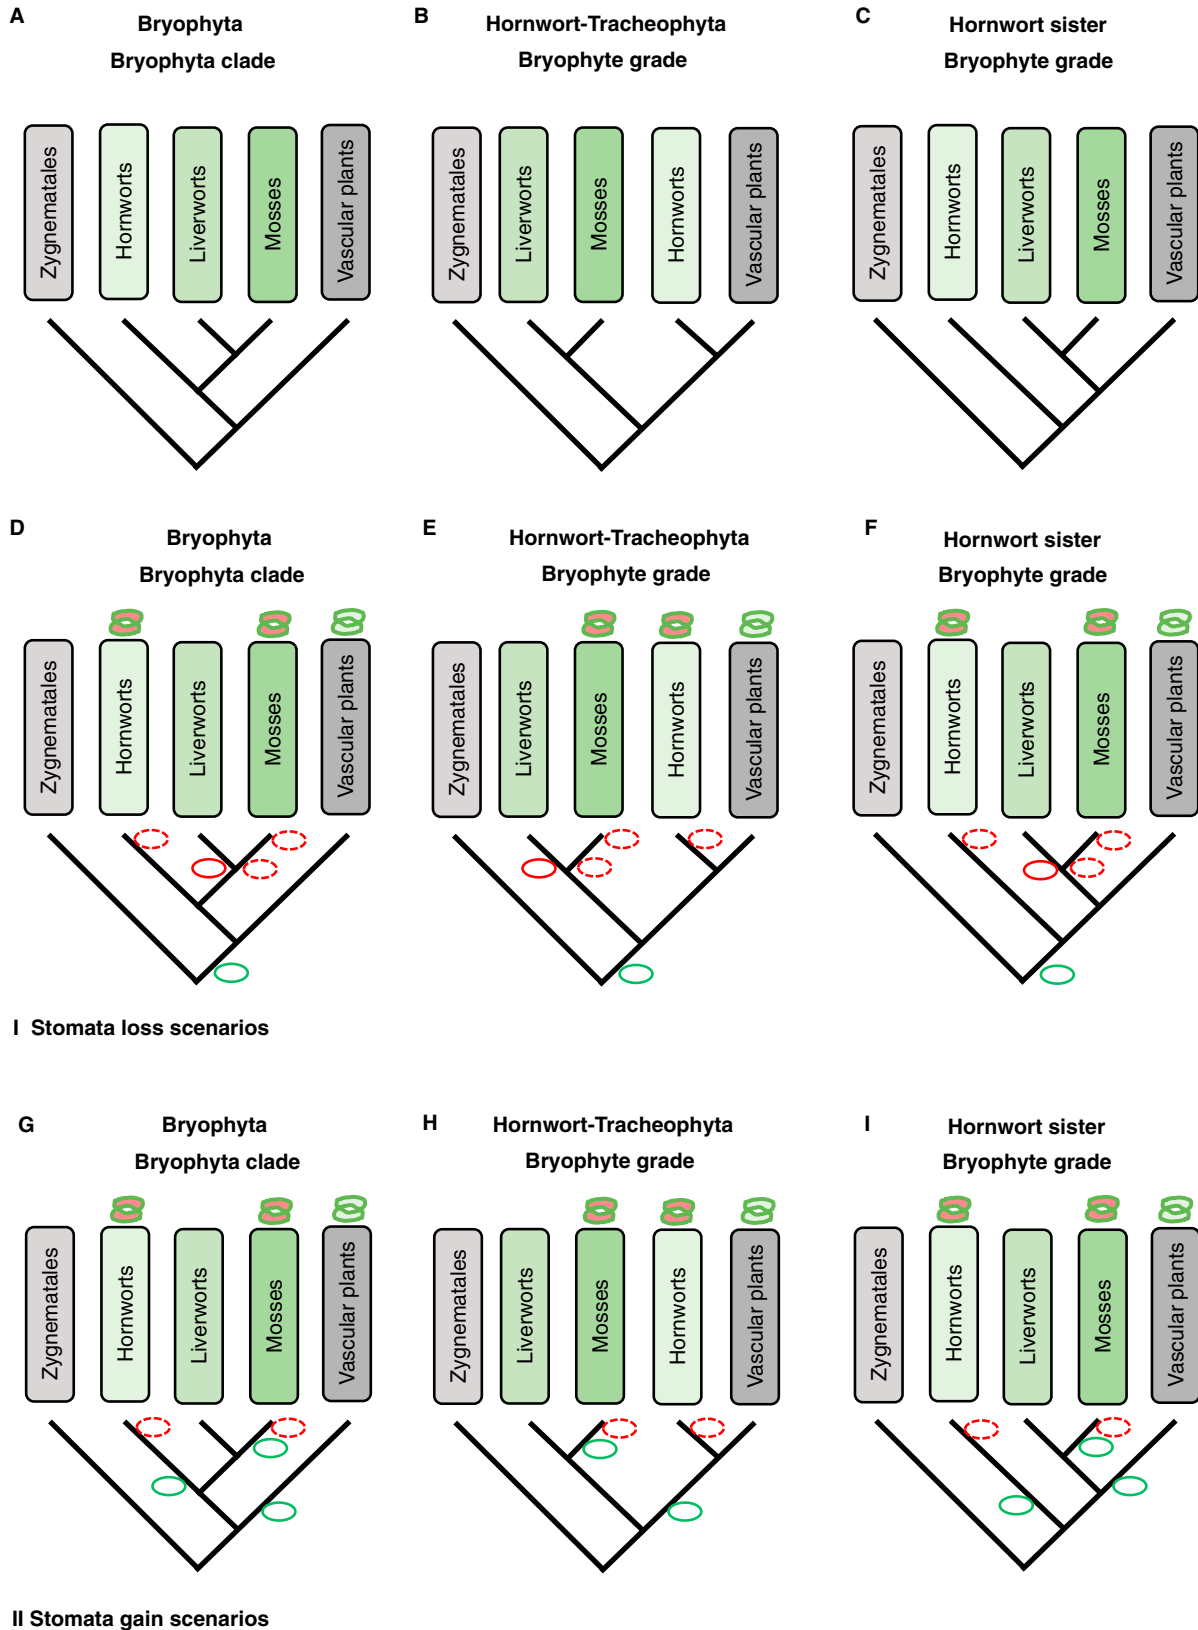 A
Bryophyta
Bryophyta clade
Zygnematales
Hornworts
Liverworts
Mosses
Vascular plants
B
Hornwort-Tracheophyta
Bryophyte grade
Zygnematales
Liverworts
Mosses
Hornworts
Vascular plants
C
Hornwort sister
Bryophyte grade
Zygnematales
Hornworts
Liverworts
Mosses
Vascular plants
D
Bryophyta
Bryophyta clade
Zygnematales
Hornworts
Liverworts
Mosses
Vascular plants
E
Hornwort-Tracheophyta
Bryophyte grade
Zygnematales
Liverworts
Mosses
Hornworts
Vascular plants
F
Hornwort sister
Bryophyte grade
Zygnematales
Hornworts
Liverworts
Mosses
Vascular plants
I Stomata loss scenarios
G
Bryophyta
Bryophyta clade
Zygnematales
Hornworts
Liverworts
Mosses
Vascular plants
H
Hornwort-Tracheophyta
Bryophyte grade
Zygnematales
Liverworts
Mosses
Hornworts
Vascular plants
I
Hornwort sister
Bryophyte grade
Zygnematales
Hornworts
Liverworts
Mosses
Vascular plants
II Stomata gain scenarios